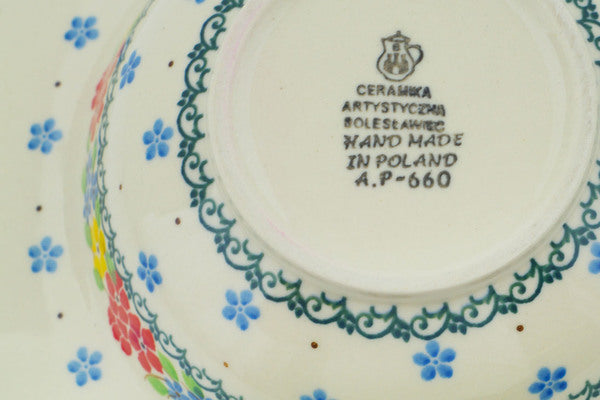 CERAMIKA
ARTYSTYCZNA
BOLESŁAWIEC
HAND MADE
IN POLAND
A.P-660